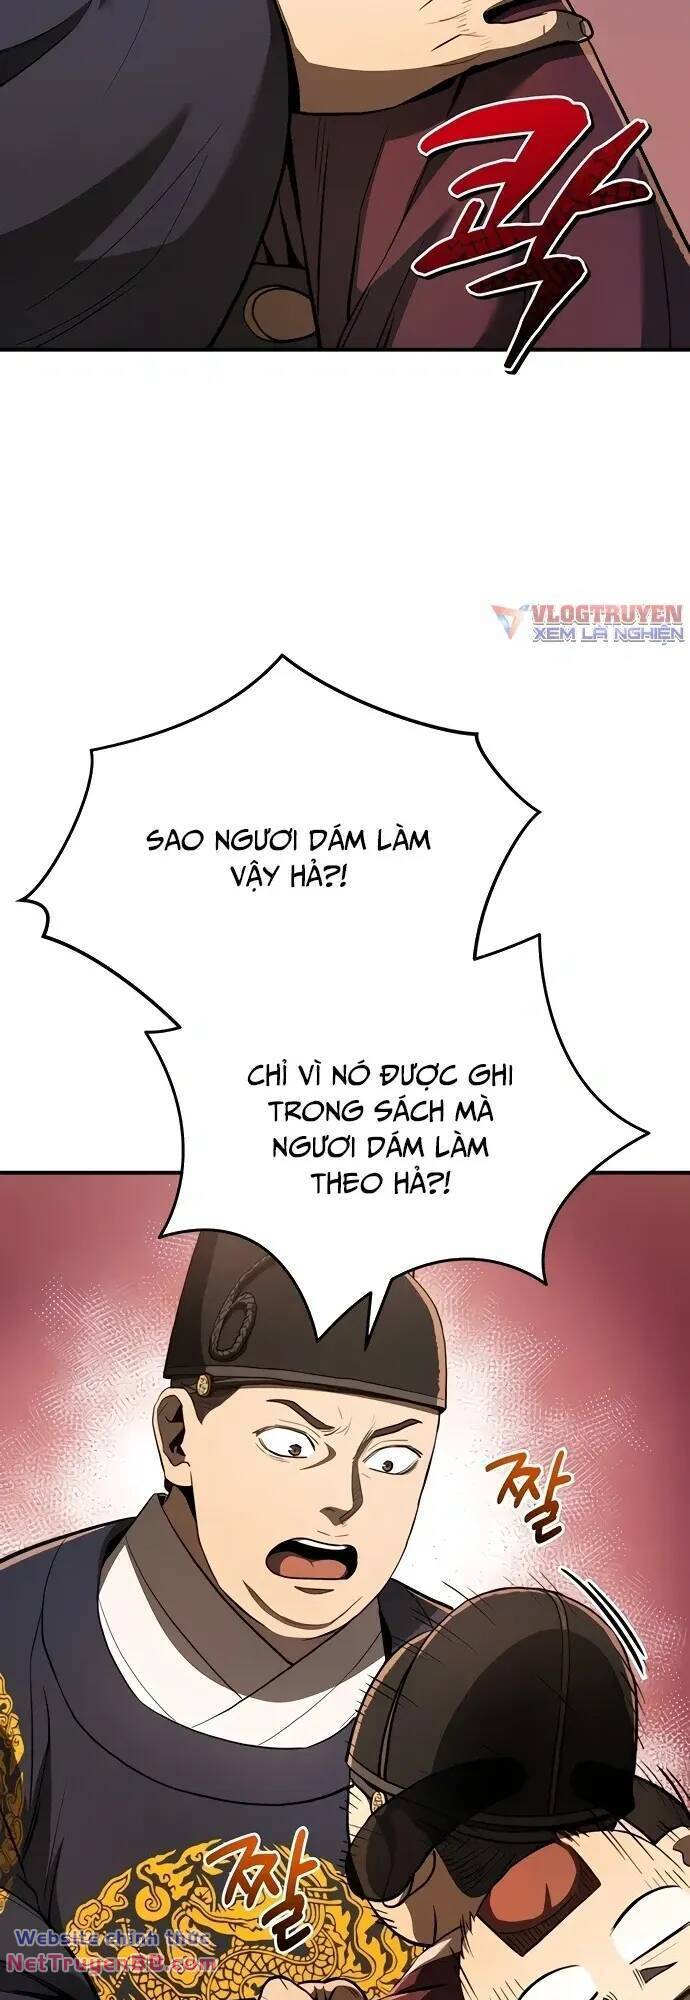 콱
VLOGTRUYEN
XEM LÀ NGHIỆN
SAO NGƯƠI DÁM LÀM
VẬY HẢ?!
CHỈ VÌ NÓ ĐƯỢC GHI
TRONG SÁCH MÀ
NGƯƠI DÁM LÀM
THEO HẢ?!
짤
짤
Website chính thức
NetTruyenBB.com